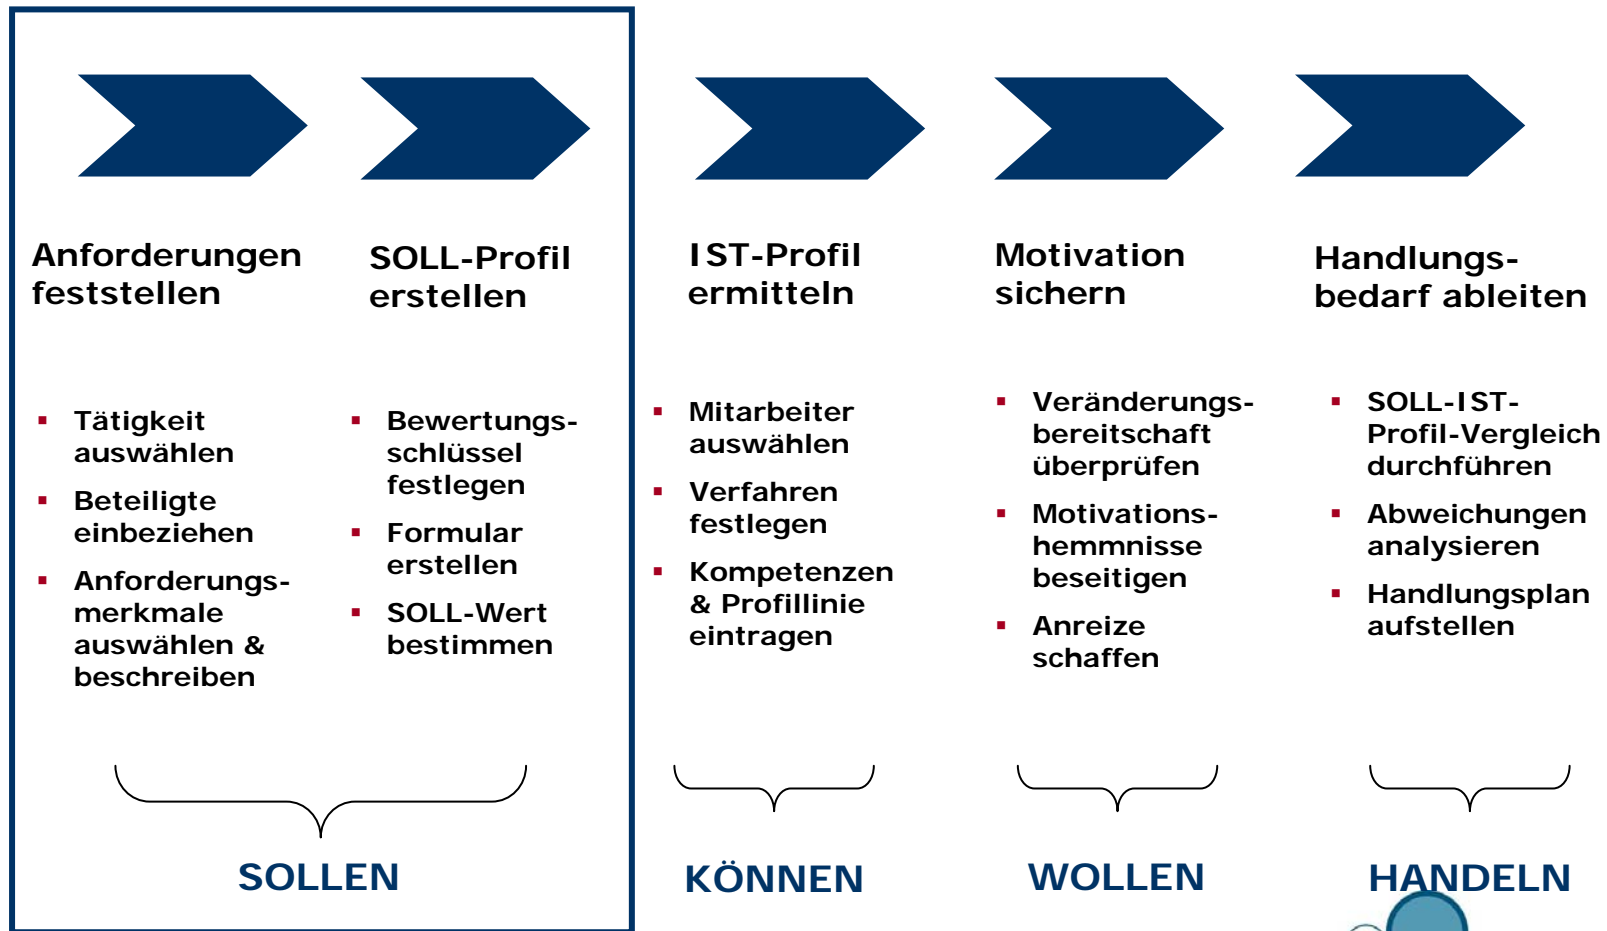 Anforderungen
feststellen
Tätigkeit
auswählen
Beteiligte
einbeziehen
Anforderungs-
merkmale
auswählen &
beschreiben
SOLL-Profil
erstellen
Bewertungs-
schlüssel
festlegen
Formular
erstellen
SOLL-Wert
bestimmen
SOLLEN
IST-Profil
ermitteln
Mitarbeiter
auswählen
Verfahren
festlegen
Kompetenzen
& Profillinie
eintragen
KÖNNEN
Motivation
sichern
Veränderungs-
bereitschaft
überprüfen
Motivations-
hemmnisse
beseitigen
Anreize
schaffen
WOLLEN
Handlungs-
bedarf ableiten
SOLL-IST-
Profil-Vergleich
durchführen
Abweichungen
analysieren
Handlungsplan
aufstellen
HANDELN